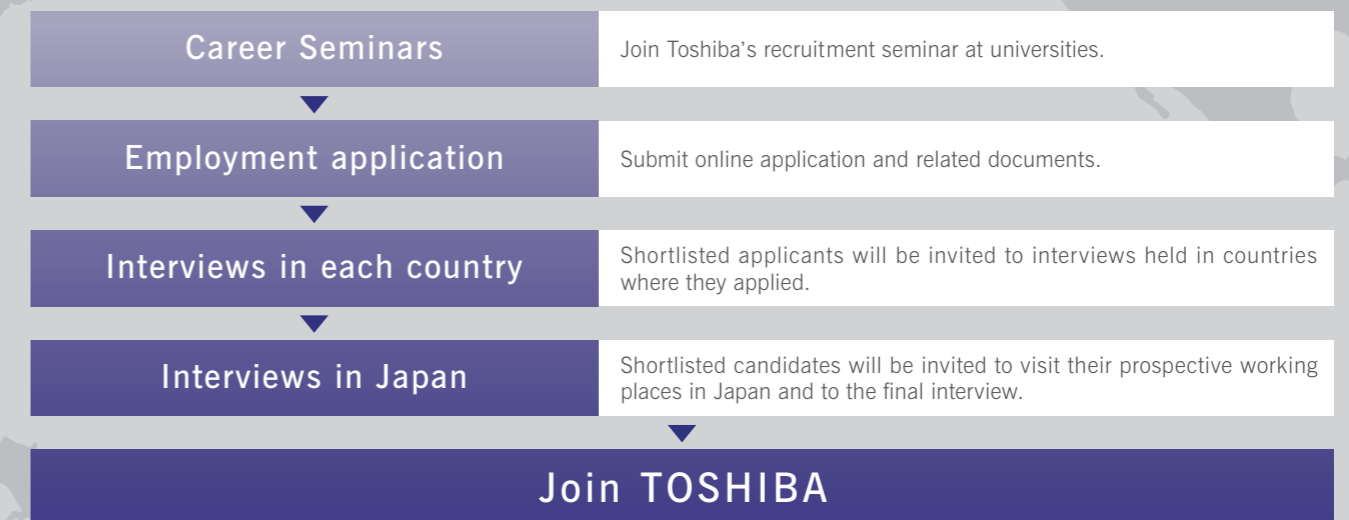 Career Seminars
Join Toshiba's recruitment seminar at universities.
Employment application
Submit online application and related documents.
Interviews in each country
Shortlisted applicants will be invited to interviews held in countries
where they applied.
Interviews in Japan
Shortlisted candidates will be invited to visit their prospective working
places in Japan and to the final interview.
Join TOSHIBA